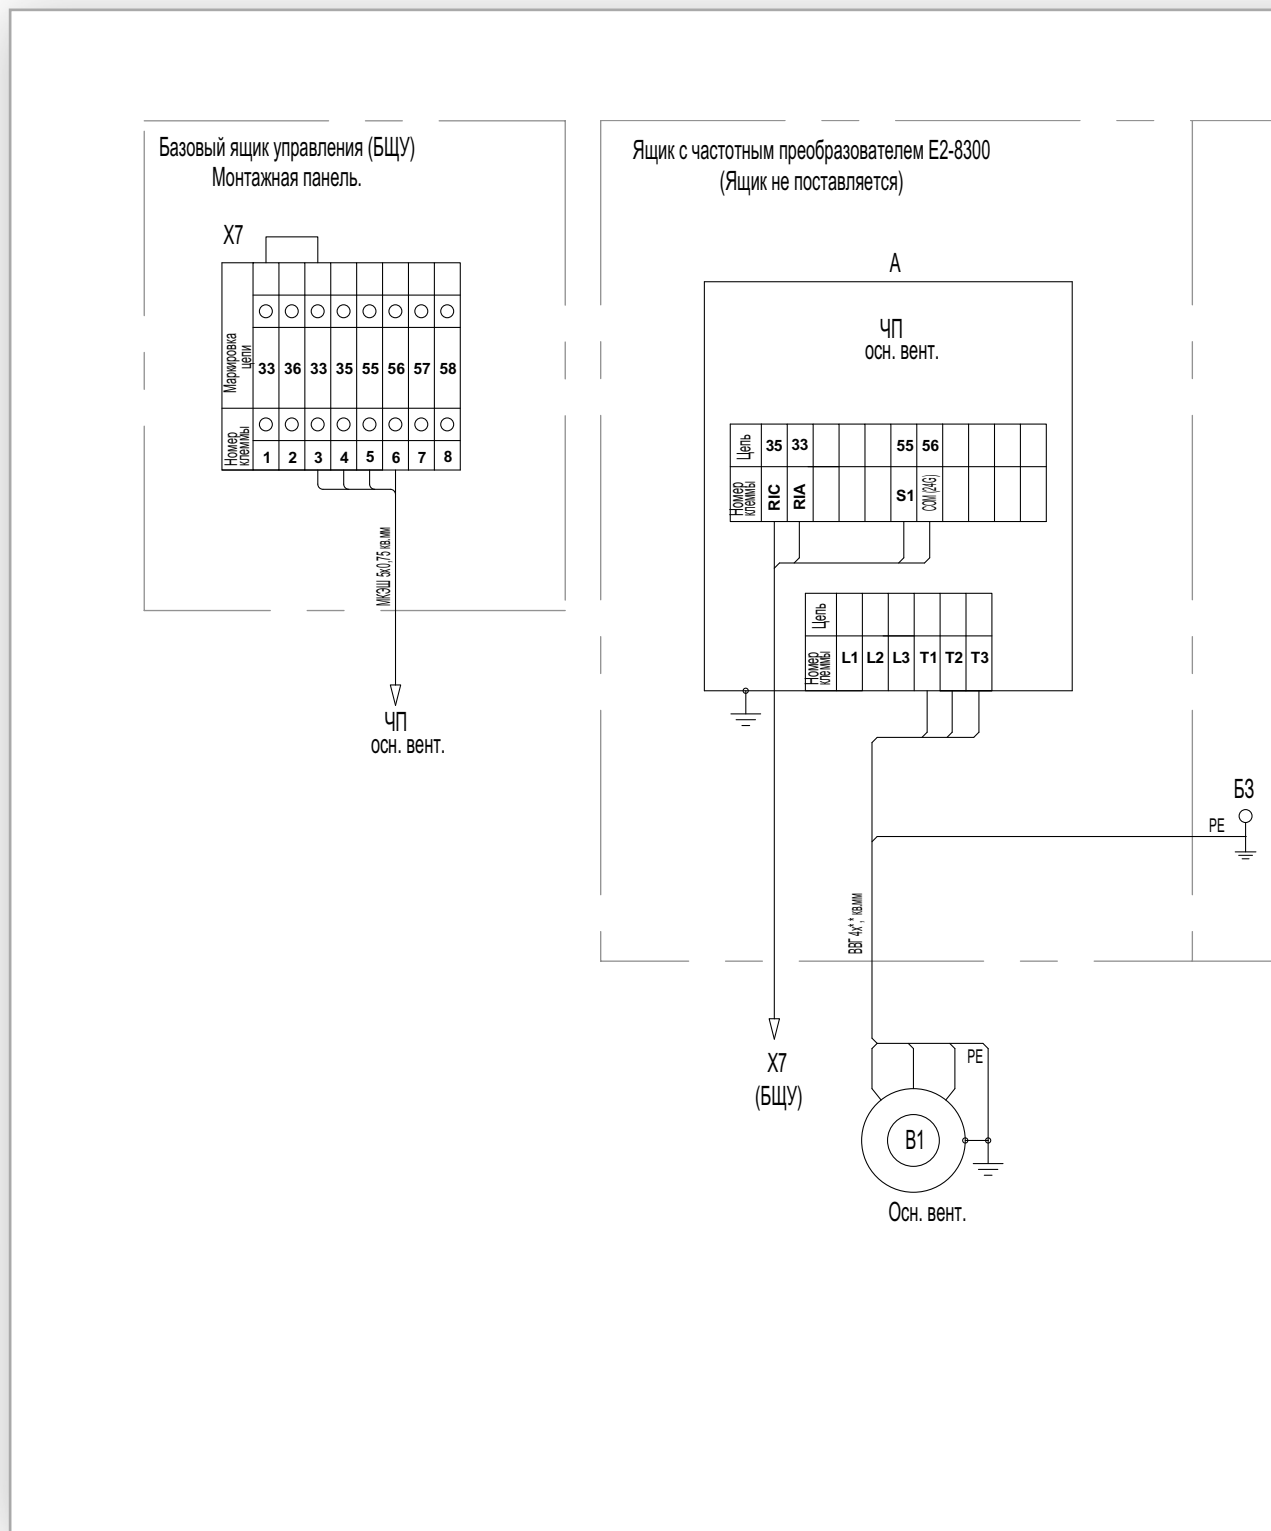 Базовый ящик управления (БЩУ)
Монтажная панель.
X7
Маркировка
цепи
33 36 33 35 55 56 57 58
Номер
клеммы
1 2 3 4 5 6 7 8
МКЭШ 5х0,75 кв.мм
ЧП
осн. вент.
Ящик с частотным преобразователем Е2-8300
(Ящик не поставляется)
А
ЧП
осн. вент.
Цепь
35 33 55 56
Номер
клеммы
RIC RIA S1 COM (24G)
Цепь
Номер
клеммы
L1 L2 L3 T1 T2 T3
БЗ
PE
ВВГ 4х**, кв.мм
X7
(БЩУ)
PE
В1
Осн. вент.